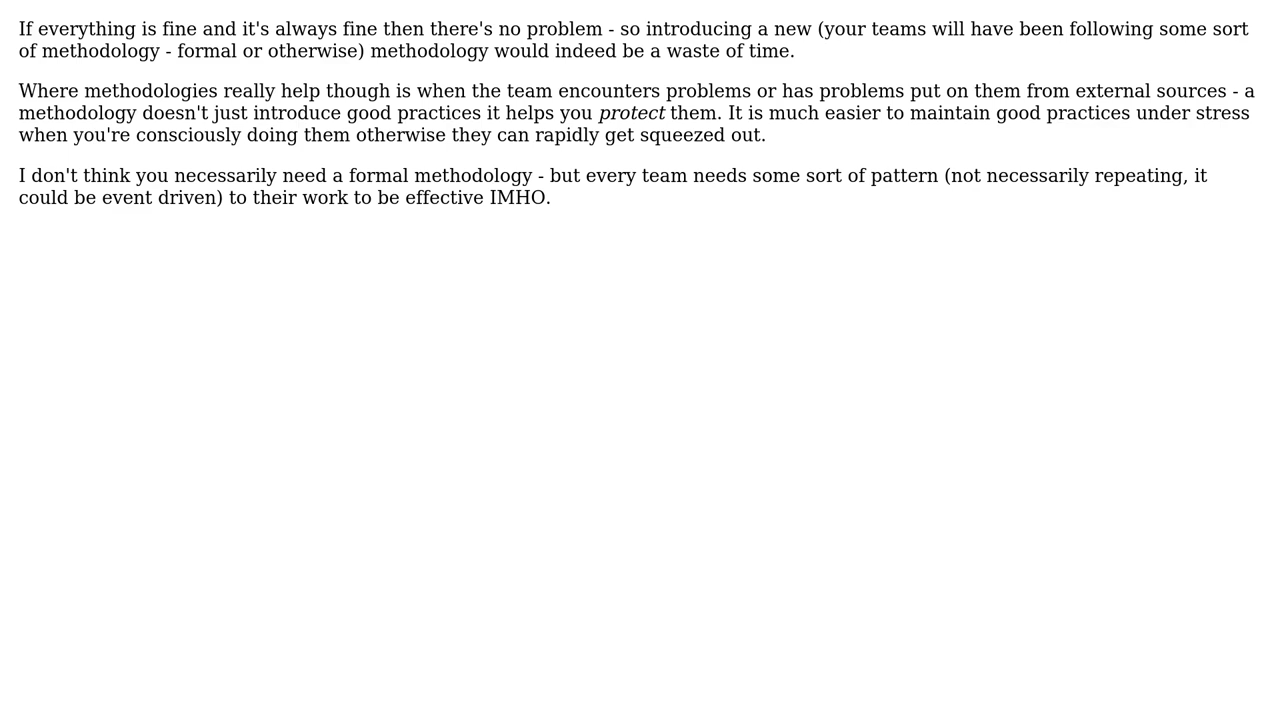 If everything is fine and it's always fine then there's no problem - so introducing a new (your teams will have been following some sort
of methodology - formal or otherwise) methodology would indeed be a waste of time.
Where methodologies really help though is when the team encounters problems or has problems put on them from external sources - a
methodology doesn't just introduce good practices it helps you protect them. It is much easier to maintain good practices under stress
when you're consciously doing them otherwise they can rapidly get squeezed out.
I don't think you necessarily need a formal methodology - but every team needs some sort of pattern (not necessarily repeating, it
could be event driven) to their work to be effective IMHO.